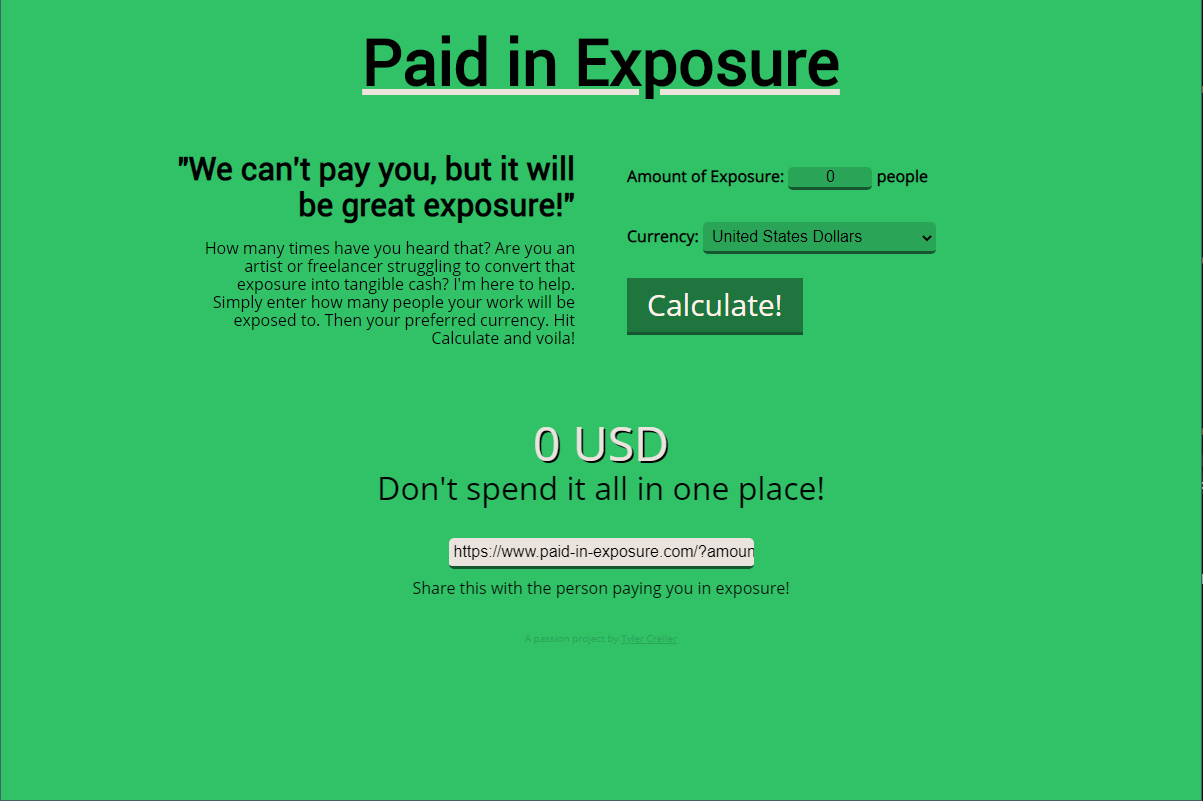 Paid in Exposure
"We can't pay you, but it will
be great exposure!"
How many times have you heard that? Are you an
artist or freelancer struggling to convert that
exposure into tangible cash? I'm here to help.
Simply enter how many people your work will be
exposed to. Then your preferred currency. Hit
Calculate and voila!
Amount of Exposure: 0 people
Currency: United States Dollars
Calculate!
0 USD
Don't spend it all in one place!
https://www.paid-in-exposure.com/?amoun
Share this with the person paying you in exposure!
A passion project by Tyler Creller